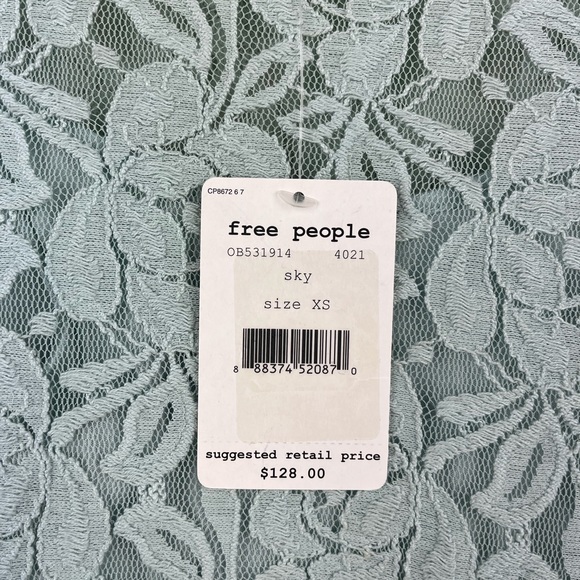 CP8672 6 7
free people
OB531914 4021
sky
size XS
8 88374 52087 0
suggested retail price
$128.00